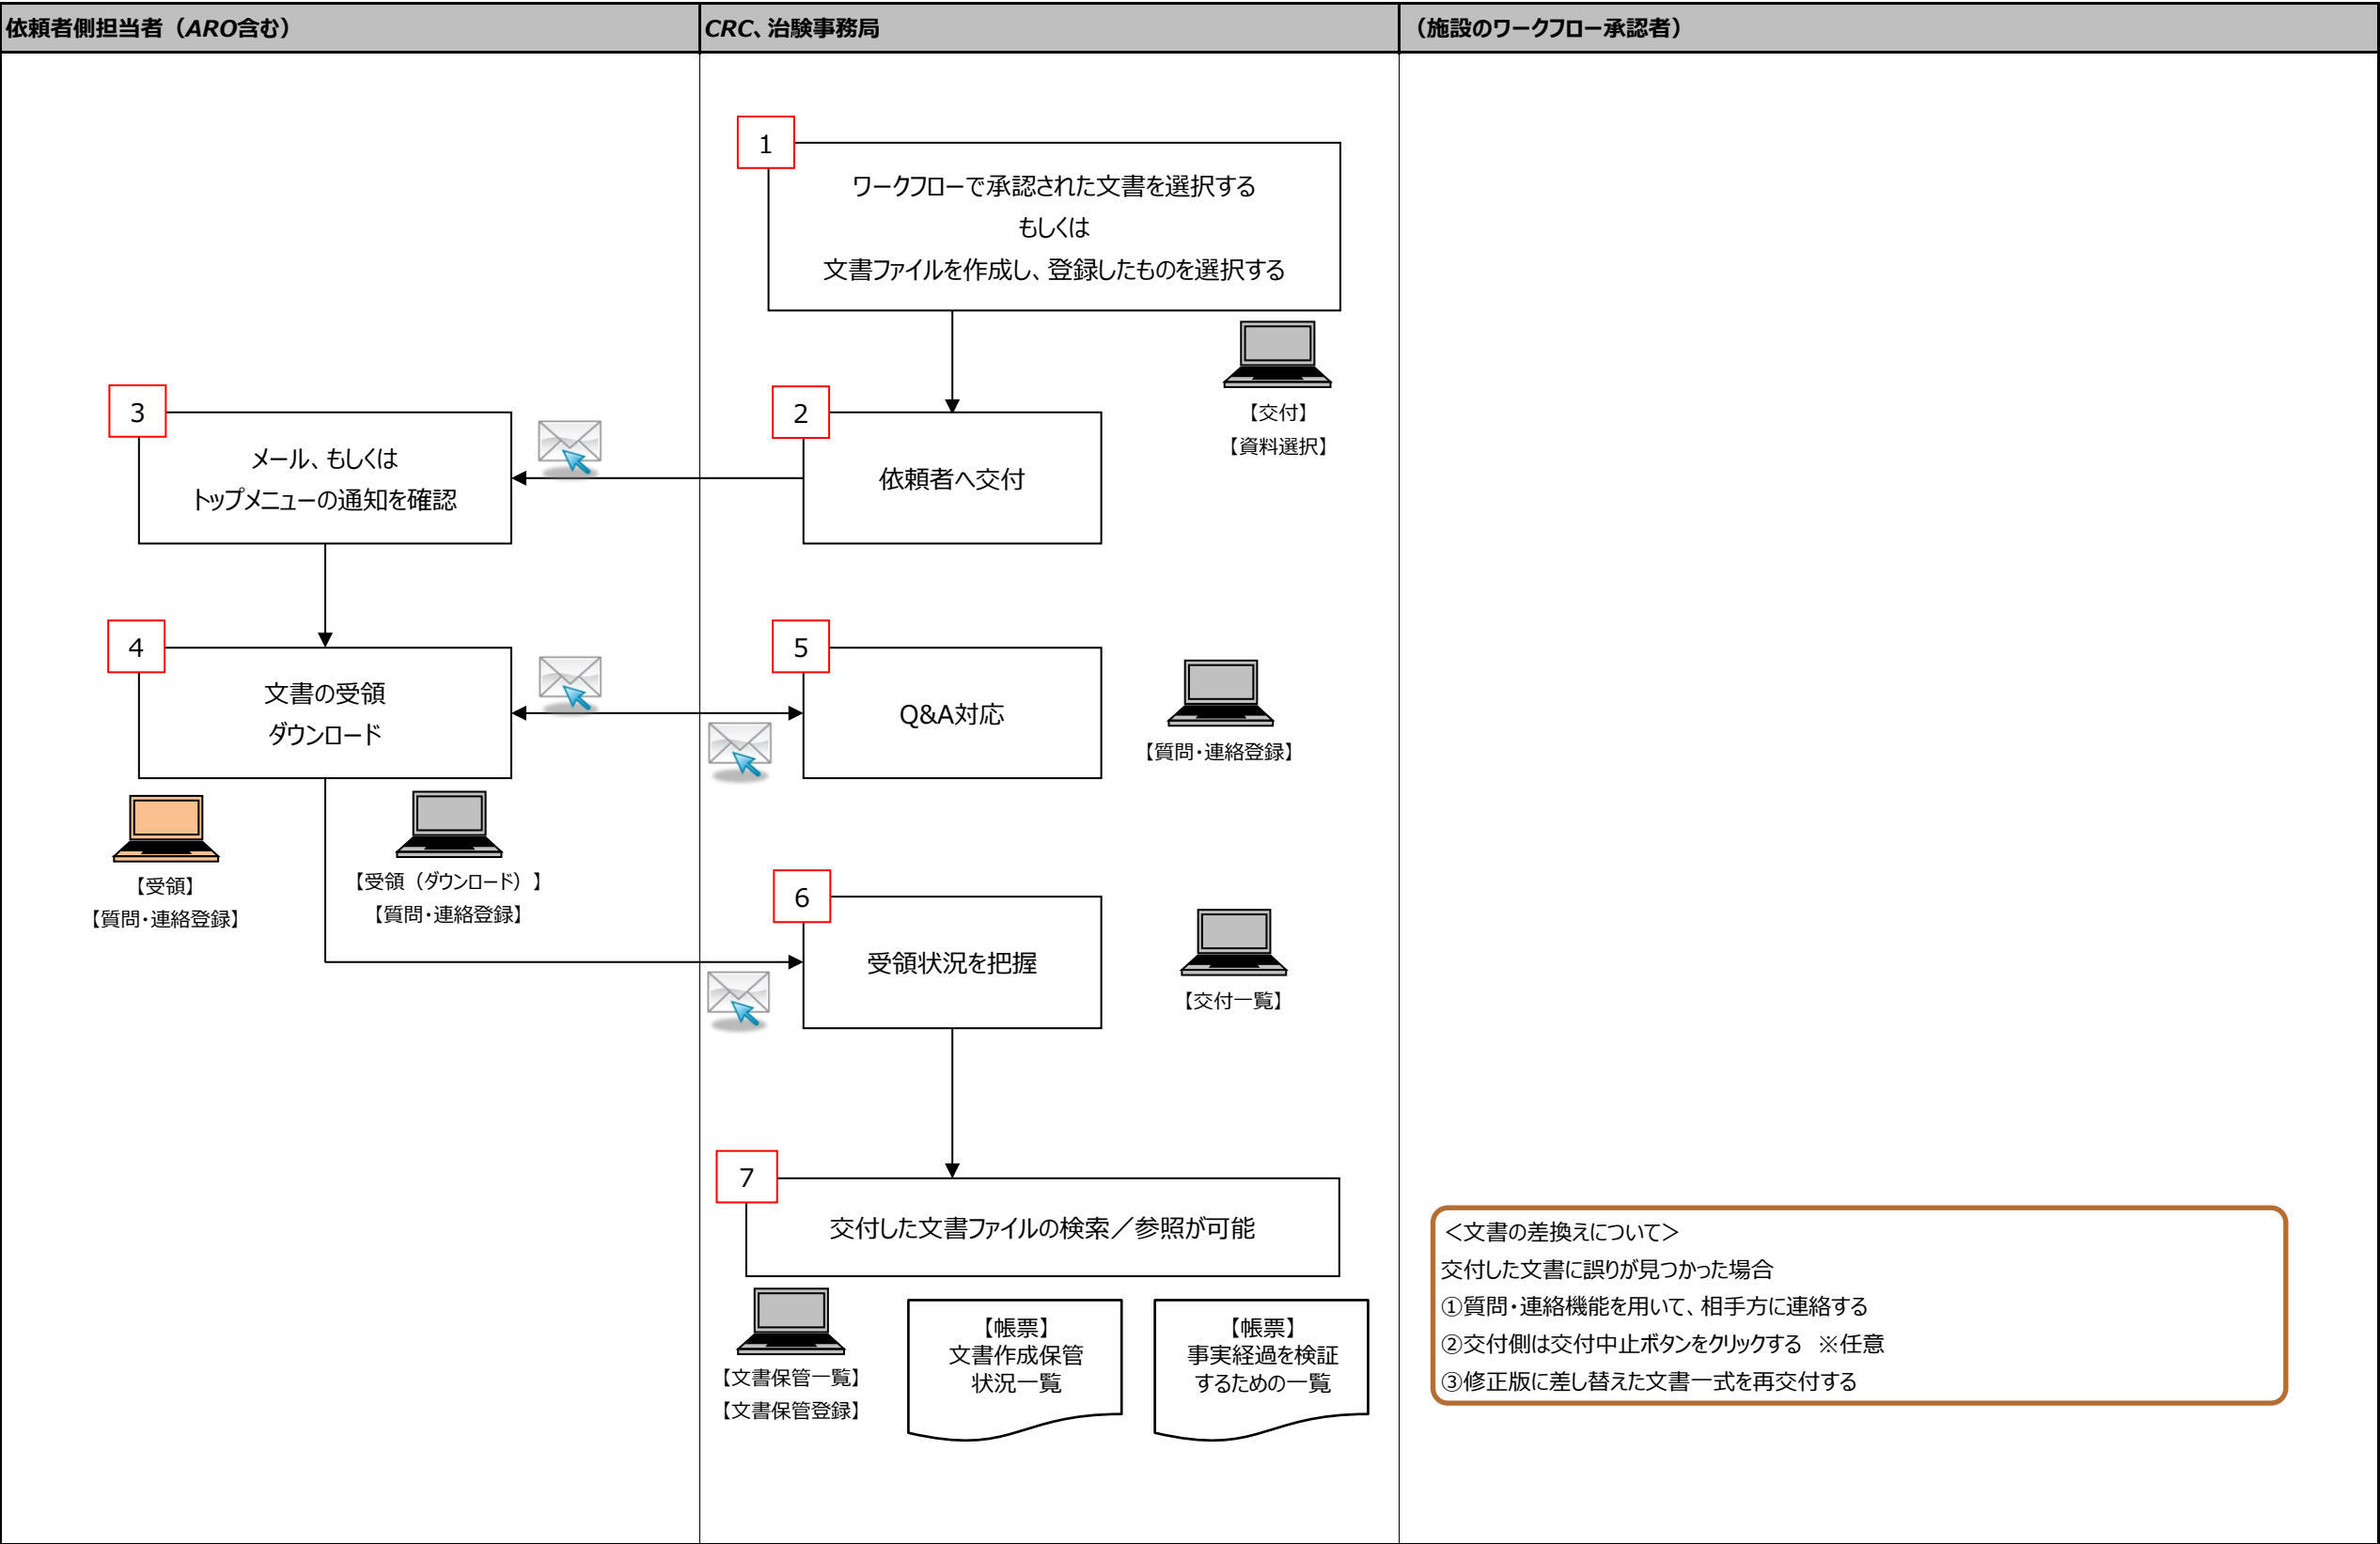 依頼者側担当者（ARO含む）
CRC、治験事務局
（施設のワークフロー承認者）
1
ワークフローで承認された文書を選択する
もしくは
文書ファイルを作成し、登録したものを選択する
【交付】
【資料選択】
2
依頼者へ交付
3
メール、もしくは
トップメニューの通知を確認
4
文書の受領
ダウンロード
【受領】
【質問・連絡登録】
【受領（ダウンロード）】
【質問・連絡登録】
5
Q&A対応
【質問・連絡登録】
6
受領状況を把握
【交付一覧】
7
交付した文書ファイルの検索／参照が可能
【文書保管一覧】
【文書保管登録】
【帳票】
文書作成保管
状況一覧
【帳票】
事実経過を検証
するための一覧
＜文書の差換えについて＞
交付した文書に誤りが見つかった場合
①質問・連絡機能を用いて、相手方に連絡する
②交付側は交付中止ボタンをクリックする　※任意
③修正版に差し替えた文書一式を再交付する